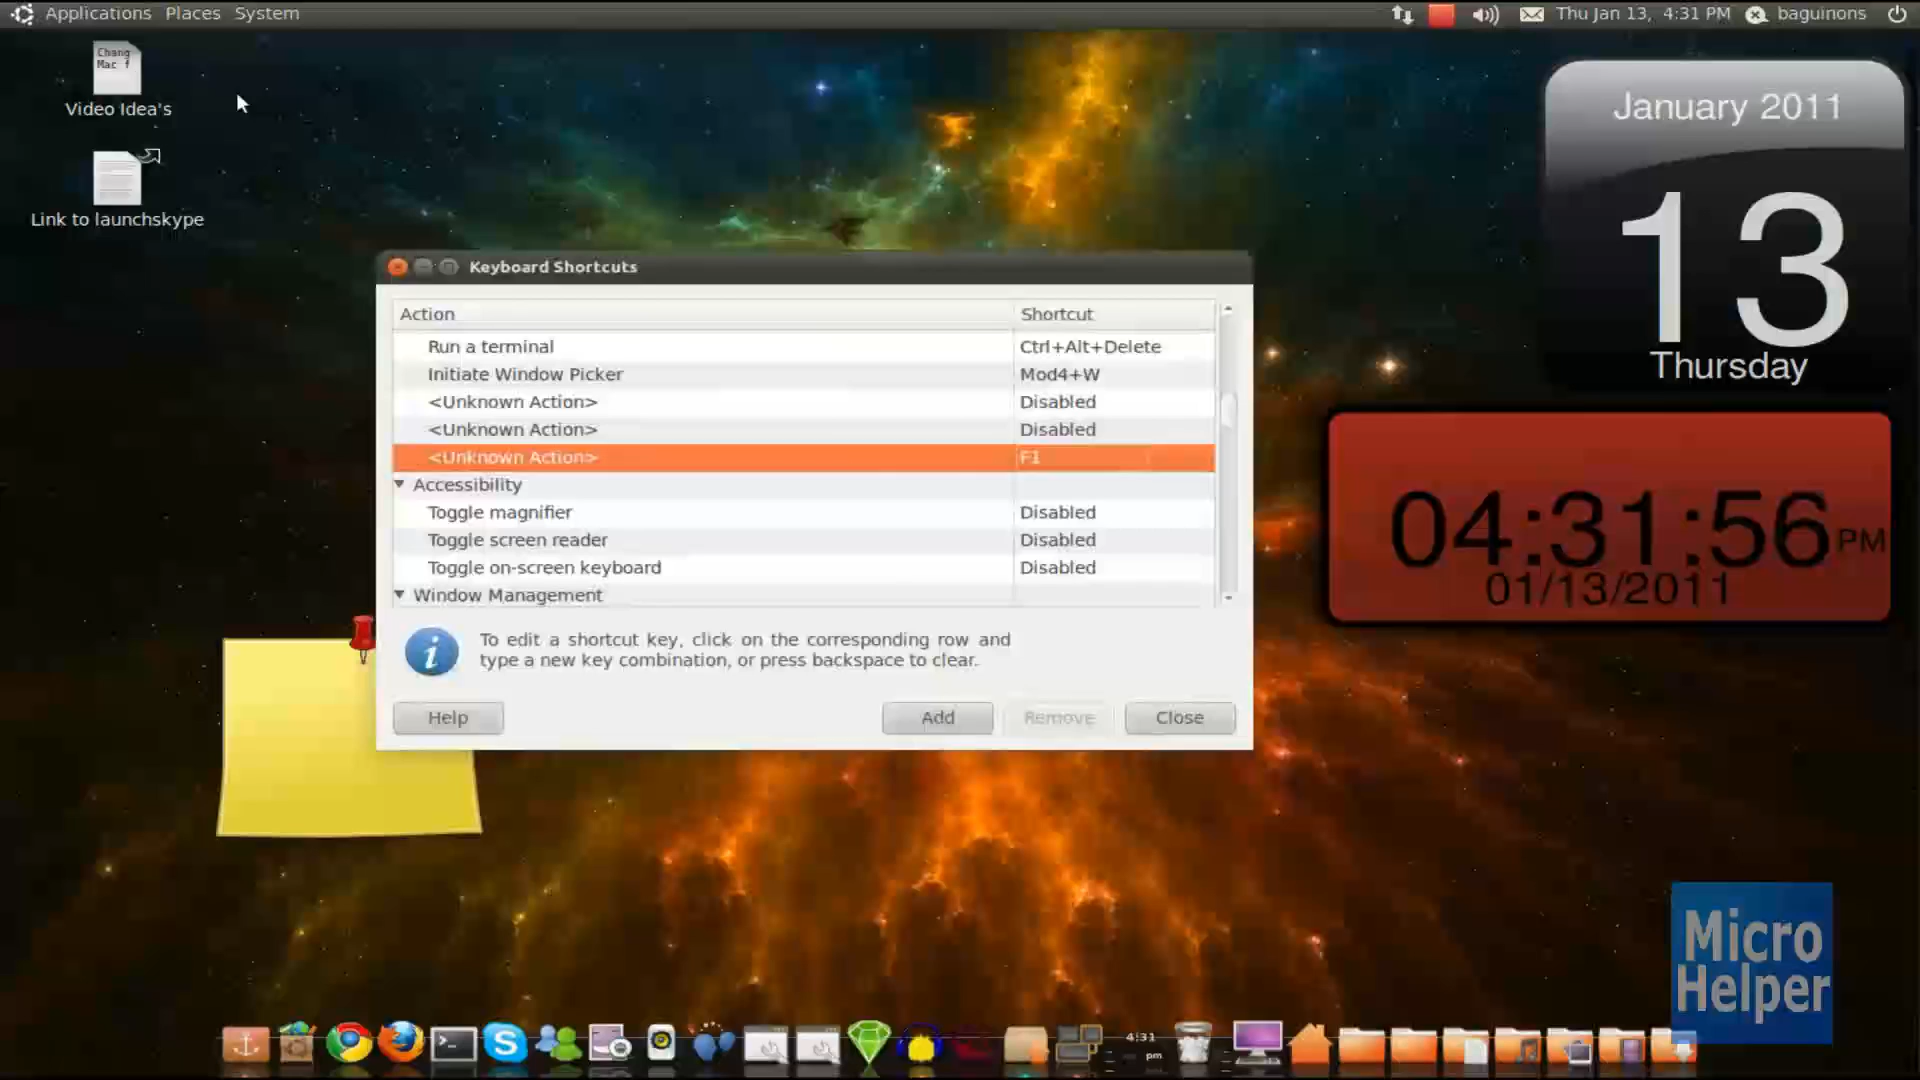 Applications Places System
Thu Jan 13, 4:31 PM baguinons
Chang
Mac f
Video Idea's
Link to launchskype
January 2011
13
Thursday
Keyboard Shortcuts
Action Shortcut
Run a terminal Ctrl+Alt+Delete
Initiate Window Picker Mod4+W
<Unknown Action> Disabled
<Unknown Action> Disabled
<Unknown Action> F1
Accessibility
Toggle magnifier Disabled
Toggle screen reader Disabled
Toggle on-screen keyboard Disabled
Window Management
To edit a shortcut key, click on the corresponding row and
type a new key combination, or press backspace to clear.
Help Add Remove Close
04:31:56 PM
01/13/2011
Micro
Helper
4:31
pm